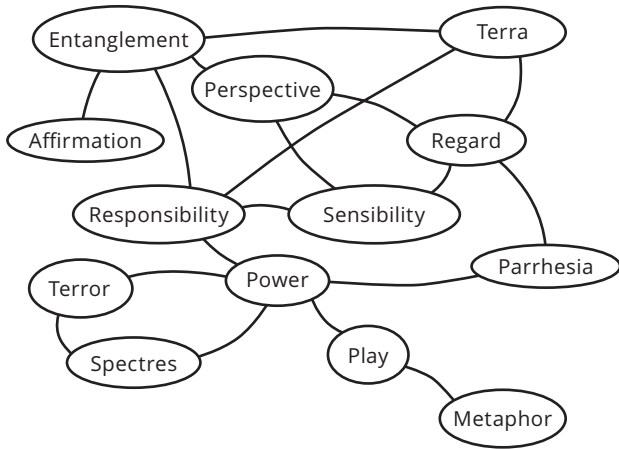 Entanglement
Terra
Perspective
Affirmation
Regard
Responsibility
Sensibility
Parrhesia
Terror
Power
Spectres
Play
Metaphor